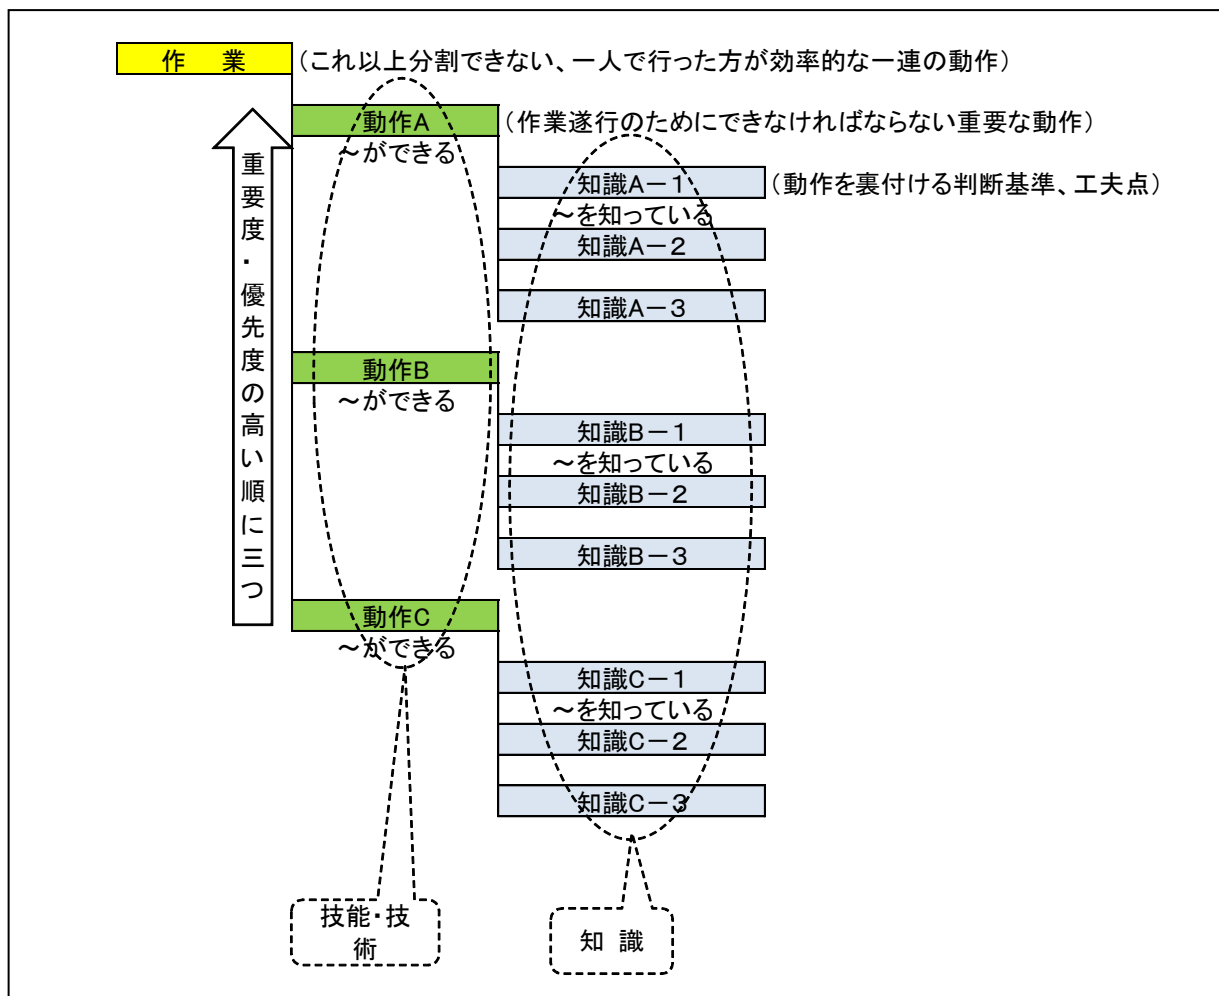 作　業
（これ以上分割できない、一人で行った方が効率的な一連の動作）
動作A
（作業遂行のためにできなければならない重要な動作）
～ができる
重要度・優先度の高い順に三つ
知識A－1
（動作を裏付ける判断基準、工夫点）
～を知っている
知識A－2
知識A－3
動作B
～ができる
知識B－1
～を知っている
知識B－2
知識B－3
動作C
～ができる
知識C－1
～を知っている
知識C－2
知識C－3
技能・技
術
知 識